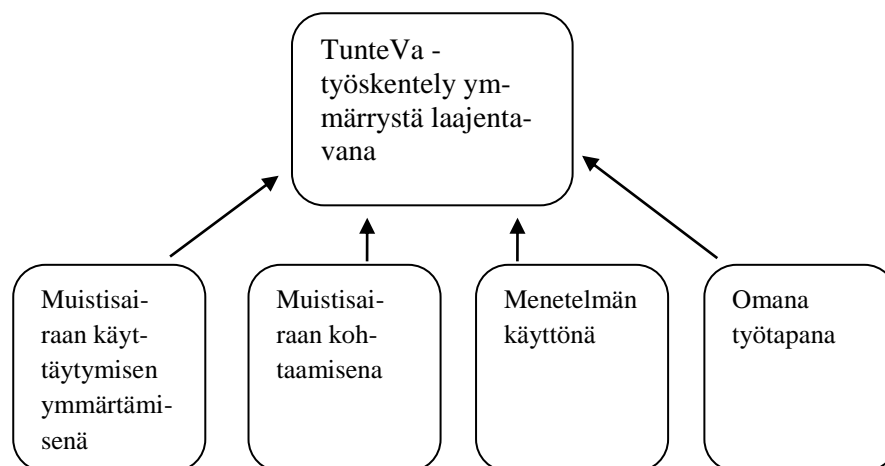 TunteVa -
työskentely ym-
märrystä laajenta-
vana
Muistisai-
raan käyt-
täytymisen
ymmärtämi-
senä
Muistisai-
raan koh-
taamisena
Menetelmän
käyttönä
Omana
työtapana